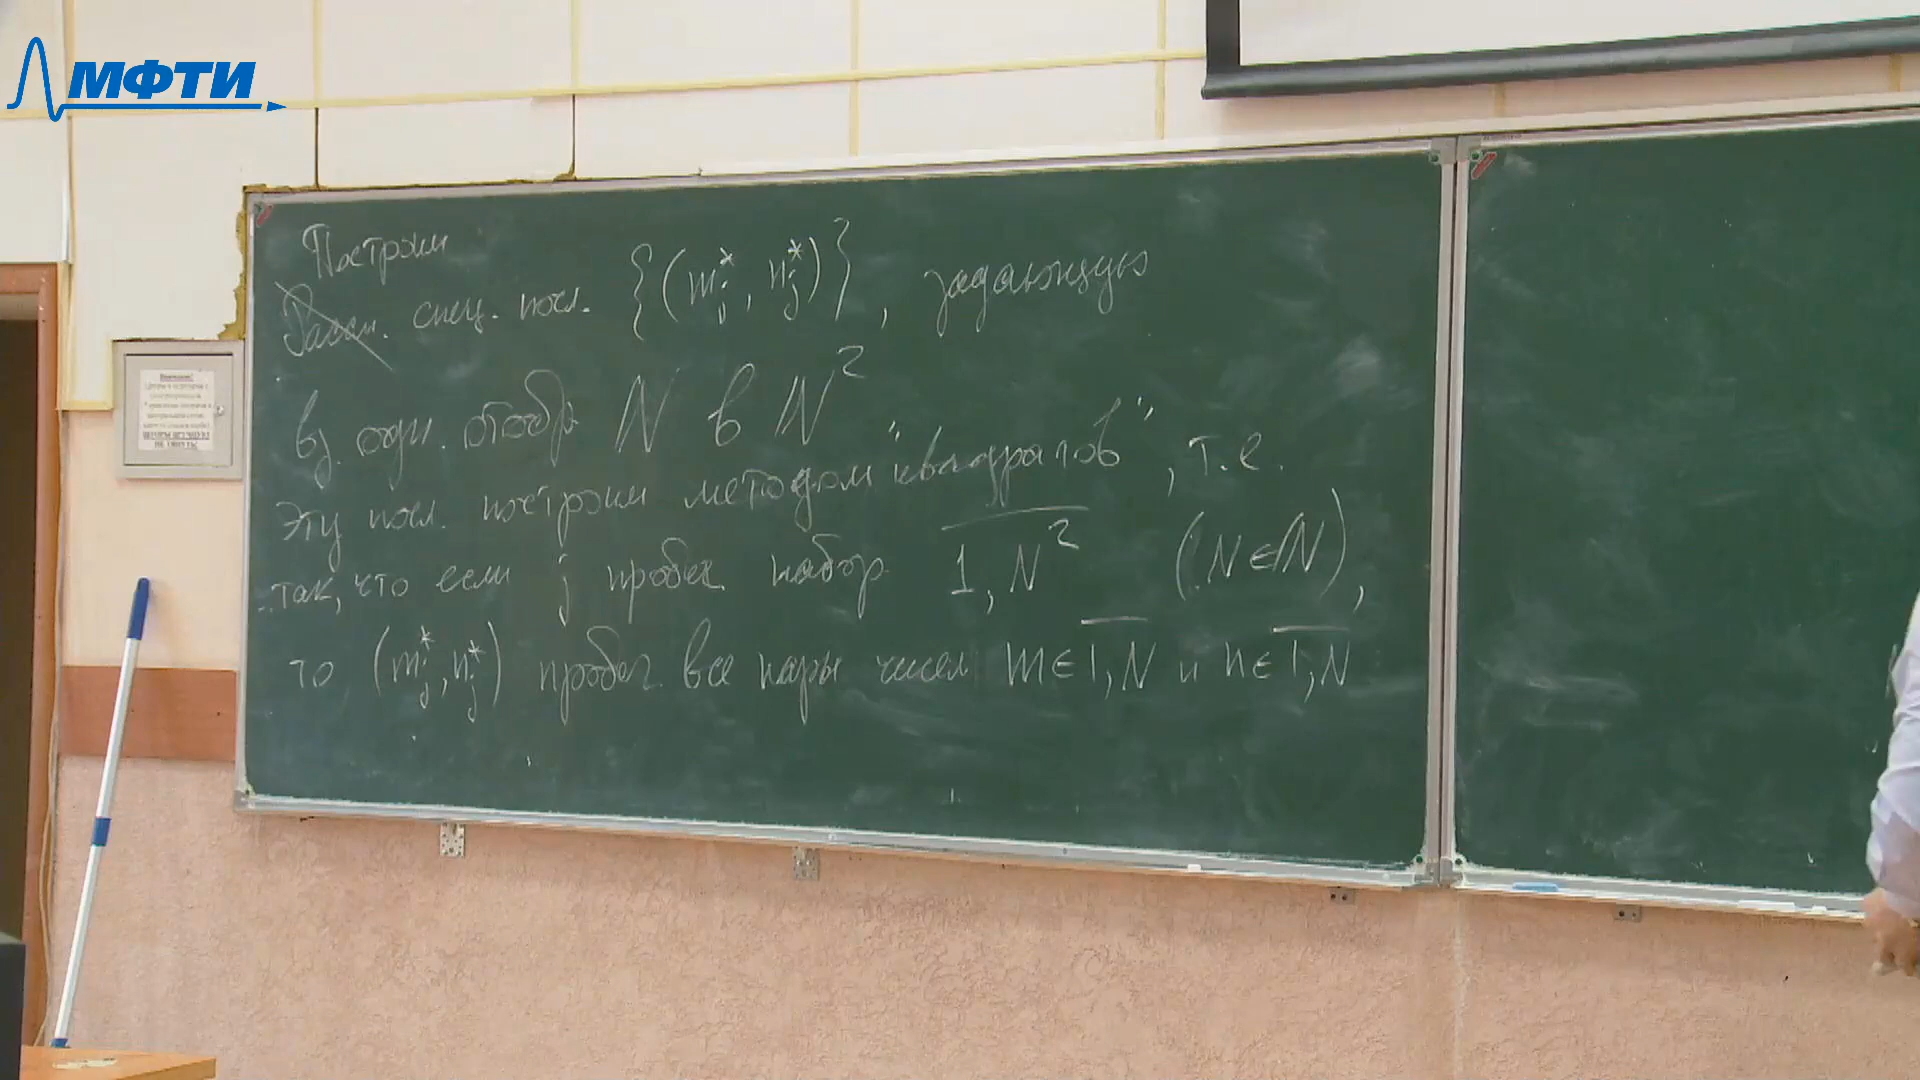 МФТИ
Построим
Рассм. спец. посл. {(m*j, n*j)}, задающую
вз. одн. отобр. ℕ в ℕ²
Эту посл. построим методом "квадратов", т.е.
так, что если j пробег. набор 1, N² (N∈ℕ),
то (m*j, n*j) пробег. все пары чисел m∈1,N и n∈1,N
Внимание!